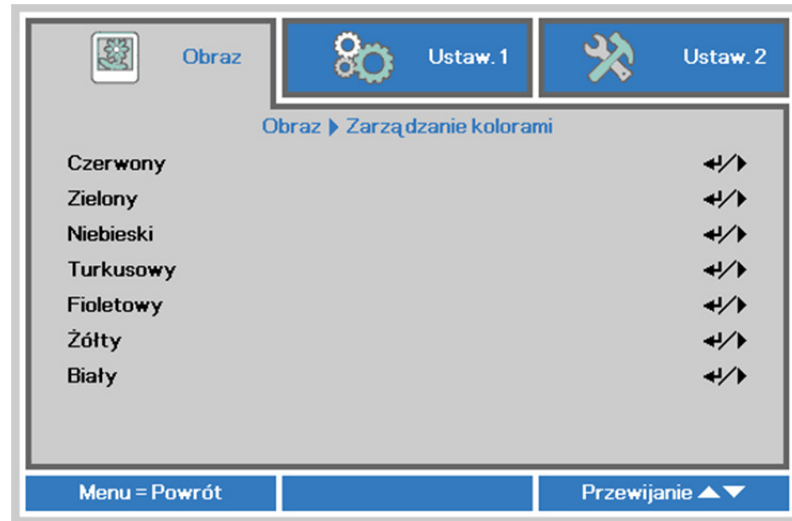 Obraz
Ustaw. 1
Ustaw. 2
Obraz Zarządzanie kolorami
Czerwony
Zielony
Niebieski
Turkusowy
Fioletowy
Żółty
Biały
Menu = Powrót
Przewijanie ▲▼